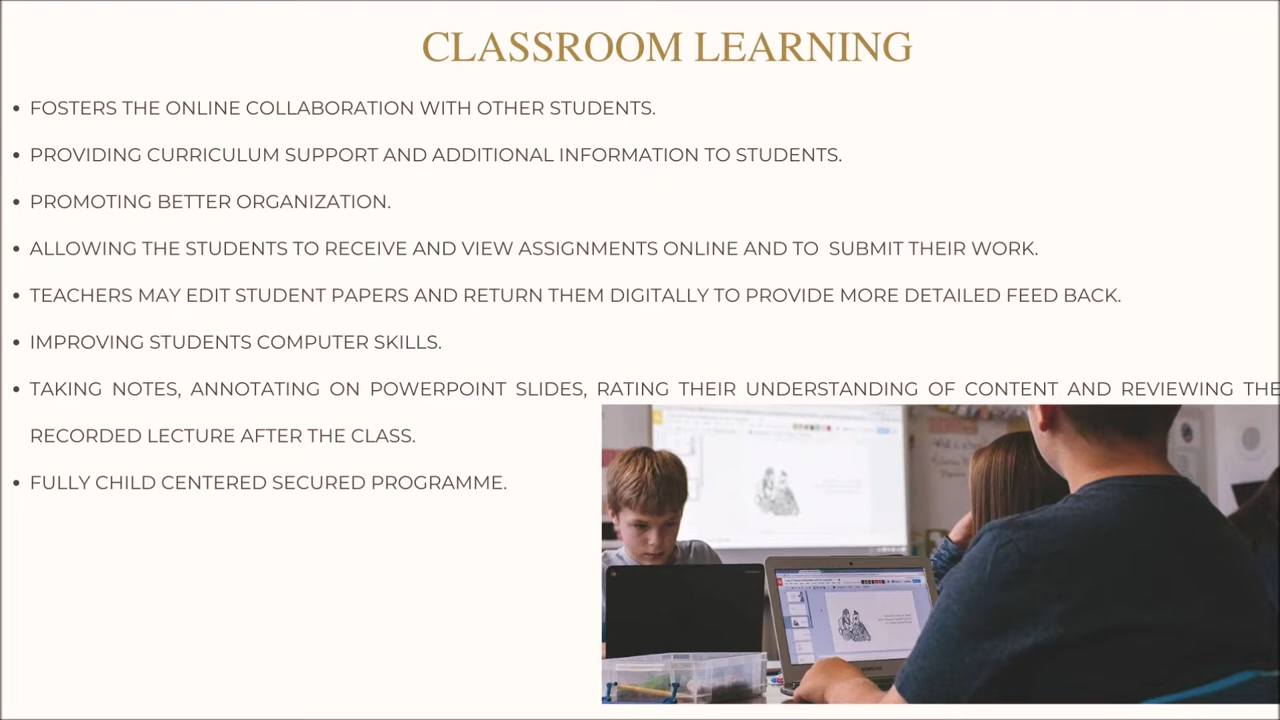 CLASSROOM LEARNING
• FOSTERS THE ONLINE COLLABORATION WITH OTHER STUDENTS.
• PROVIDING CURRICULUM SUPPORT AND ADDITIONAL INFORMATION TO STUDENTS.
• PROMOTING BETTER ORGANIZATION.
• ALLOWING THE STUDENTS TO RECEIVE AND VIEW ASSIGNMENTS ONLINE AND TO  SUBMIT THEIR WORK.
• TEACHERS MAY EDIT STUDENT PAPERS AND RETURN THEM DIGITALLY TO PROVIDE MORE DETAILED FEED BACK.
• IMPROVING STUDENTS COMPUTER SKILLS.
• TAKING NOTES, ANNOTATING ON POWERPOINT SLIDES, RATING THEIR UNDERSTANDING OF CONTENT AND REVIEWING THE
RECORDED LECTURE AFTER THE CLASS.
• FULLY CHILD CENTERED SECURED PROGRAMME.